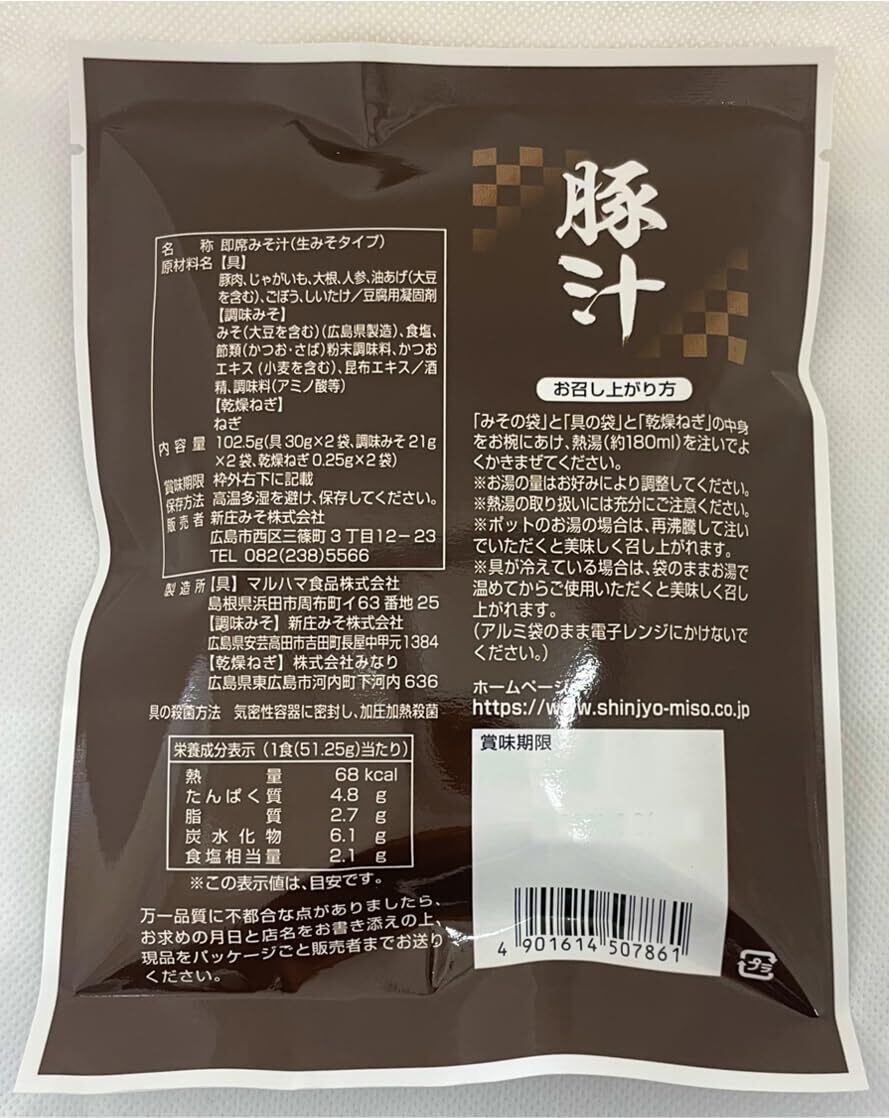 名称 即席みそ汁(生みそタイプ)
原材料名 【具】
豚肉、じゃがいも、大根、人参、油あげ(大豆
を含む)、ごぼう、しいたけ/豆腐用凝固剤
【調味みそ】
みそ(大豆を含む)(広島県製造)、食塩、
節類(かつお・さば)粉末調味料、かつお
エキス(小麦を含む)、昆布エキス/酒
精、調味料(アミノ酸等)
【乾燥ねぎ】
ねぎ
内容量 102.5g(具30g×2袋、調味みそ21g
×2袋、乾燥ねぎ0.25g×2袋)
賞味期限 枠外右下に記載
保存方法 高温多湿を避け、保存してください。
販売者 新庄みそ株式会社
広島市西区三篠町3丁目12-23
TEL 082(238)5566
製造所 【具】マルハマ食品株式会社
島根県浜田市周布町イ63番地25
【調味みそ】新庄みそ株式会社
広島県安芸高田市吉田町長屋中甲元1384
【乾燥ねぎ】株式会社みなり
広島県東広島市河内町下河内636
具の殺菌方法 気密性容器に密封し、加圧加熱殺菌
栄養成分表示(1食(51.25g)当たり)
熱量 68 kcal
たんぱく質 4.8 g
脂質 2.7 g
炭水化物 6.1 g
食塩相当量 2.1 g
※この表示値は、目安です。
万一品質に不都合な点がありましたら、
お求めの月日と店名をお書き添えの上、
現品をパッケージごと販売者までお送り
ください。
豚汁
お召し上がり方
「みその袋」と「具の袋」と「乾燥ねぎ」の中身
をお椀にあけ、熱湯(約180ml)を注いでよ
くかきまぜてください。
※お湯の量はお好みにより調整してください。
※熱湯の取り扱いには充分にご注意ください。
※ポットのお湯の場合は、再沸騰して注い
でいただくと美味しく召し上がれます。
※具が冷えている場合は、袋のままお湯で
温めてからご使用いただくと美味しく召し
上がれます。
(アルミ袋のまま電子レンジにかけないで
ください。)
ホームページ
https://www.shinjyo-miso.co.jp
賞味期限
4 901614 507861
プラ